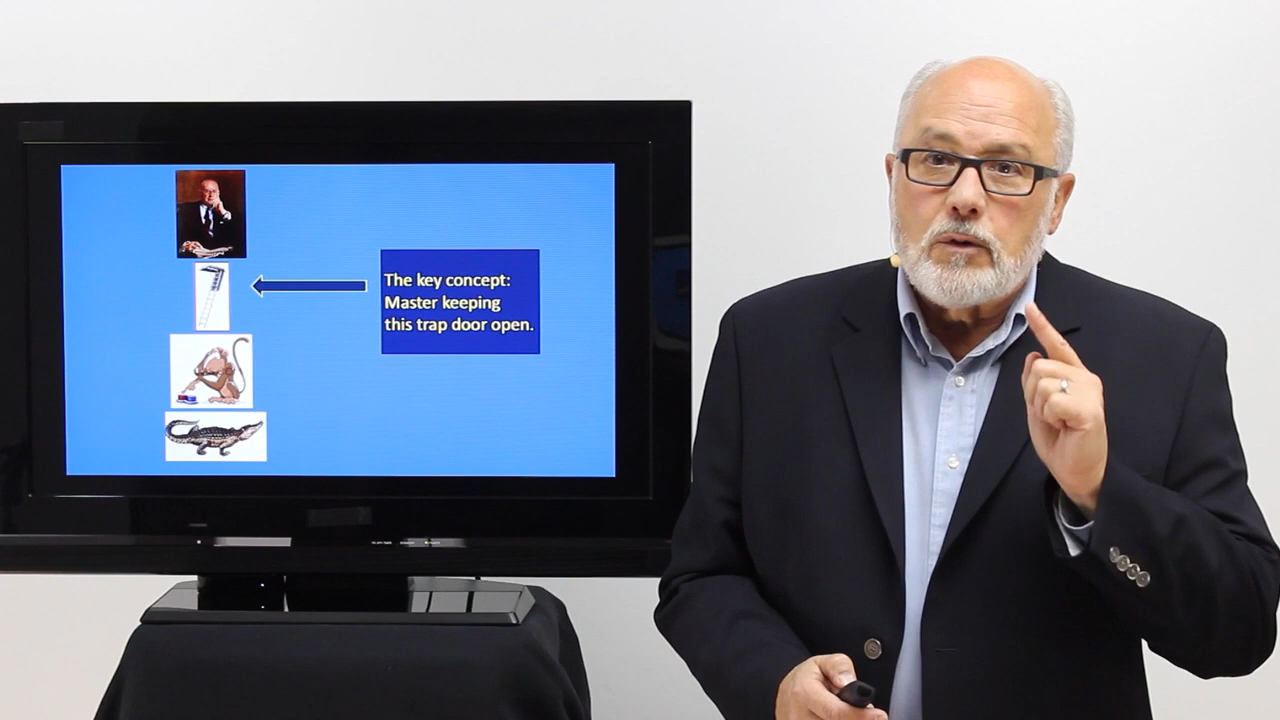 The key concept:
Master keeping
this trap door open.